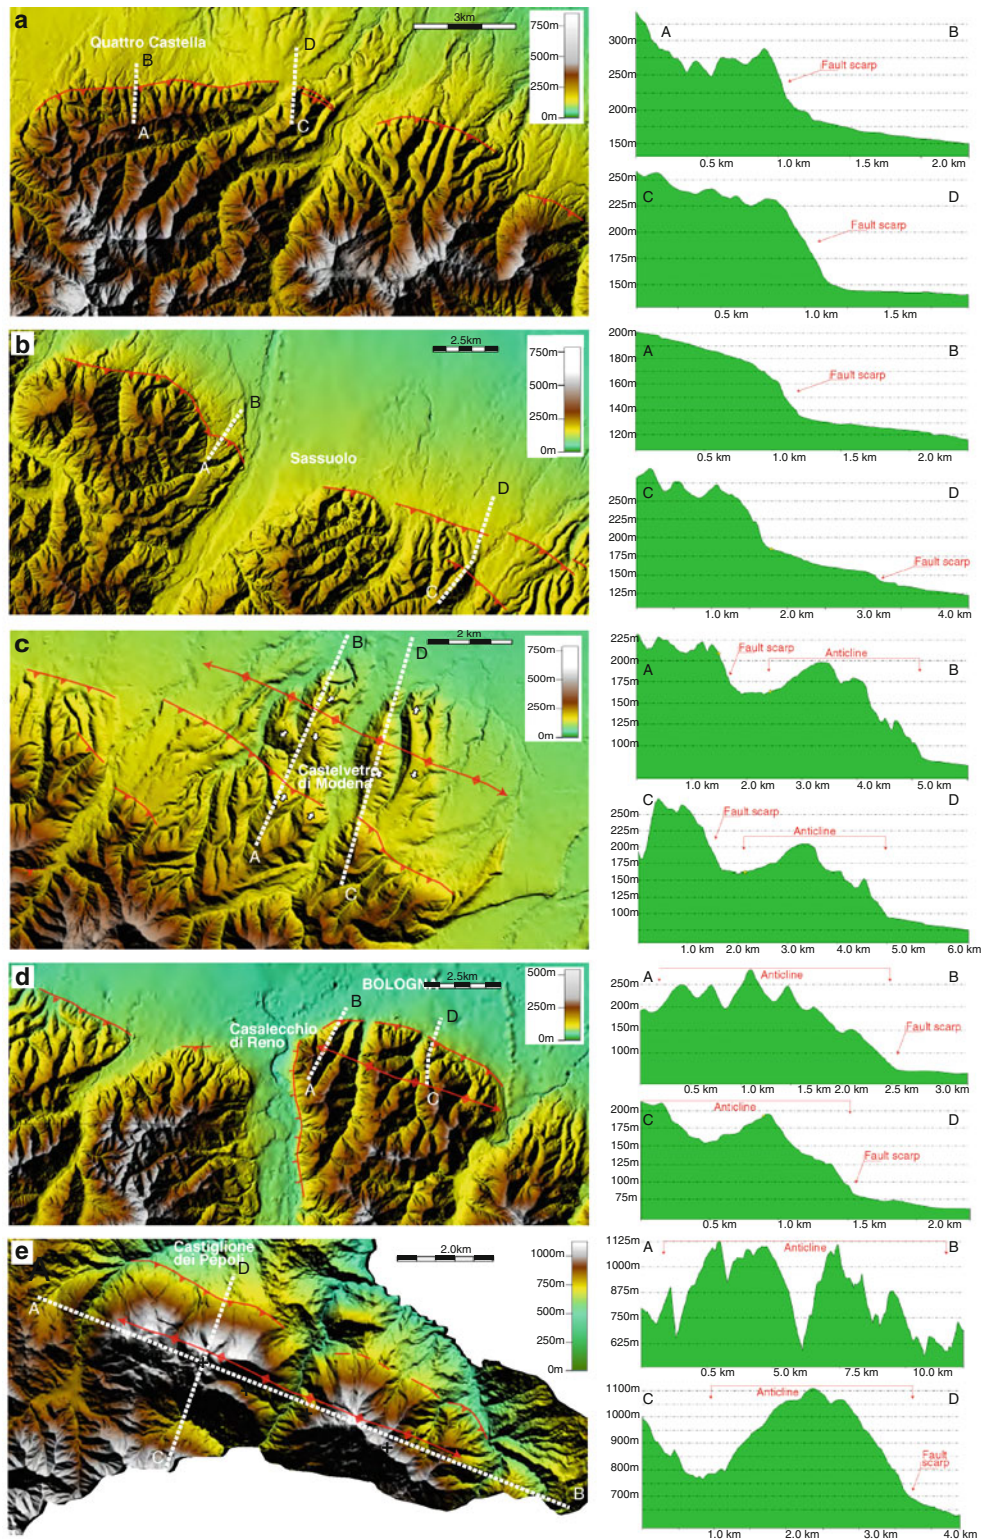 a
Quattro Castella
B
D
A
C
3km
750m
500m
250m
0m
A
B
Fault scarp
300m
250m
200m
150m
0.5 km 1.0 km 1.5 km 2.0 km
C
D
Fault scarp
250m
225m
200m
175m
150m
0.5 km 1.0 km 1.5 km
b
2.5km
B
A
Sassuolo
D
C
750m
500m
250m
0m
A
B
Fault scarp
200m
180m
160m
140m
120m
0.5 km 1.0 km 1.5 km 2.0 km
C
D
Fault scarp
250m
225m
200m
175m
150m
125m
1.0 km 2.0 km 3.0 km 4.0 km
c
2 km
B
D
Castelvetro
di Modena
A
C
750m
500m
250m
0m
A
B
Fault scarp
Anticline
225m
200m
175m
150m
125m
100m
1.0 km 2.0 km 3.0 km 4.0 km 5.0 km
C
D
Fault scarp
Anticline
250m
225m
200m
175m
150m
125m
100m
1.0 km 2.0 km 3.0 km 4.0 km 5.0 km 6.0 km
d
BOLOGNA
2.5km
Casalecchio
di Reno
B
D
A
C
500m
250m
0m
A
B
Anticline
Fault scarp
250m
200m
150m
100m
0.5 km 1.0 km 1.5 km 2.0 km 2.5 km 3.0 km
C
D
Anticline
Fault scarp
200m
175m
150m
125m
100m
75m
0.5 km 1.0 km 1.5 km 2.0 km
e
Castiglione
dei Pepoli
2.0km
D
A
C
B
1000m
750m
500m
250m
0m
A
B
Anticline
1125m
1000m
875m
750m
625m
2.5 km 5.0 km 7.5 km 10.0 km
C
D
Anticline
Fault
scarp
1100m
1000m
900m
800m
700m
1.0 km 2.0 km 3.0 km 4.0 km